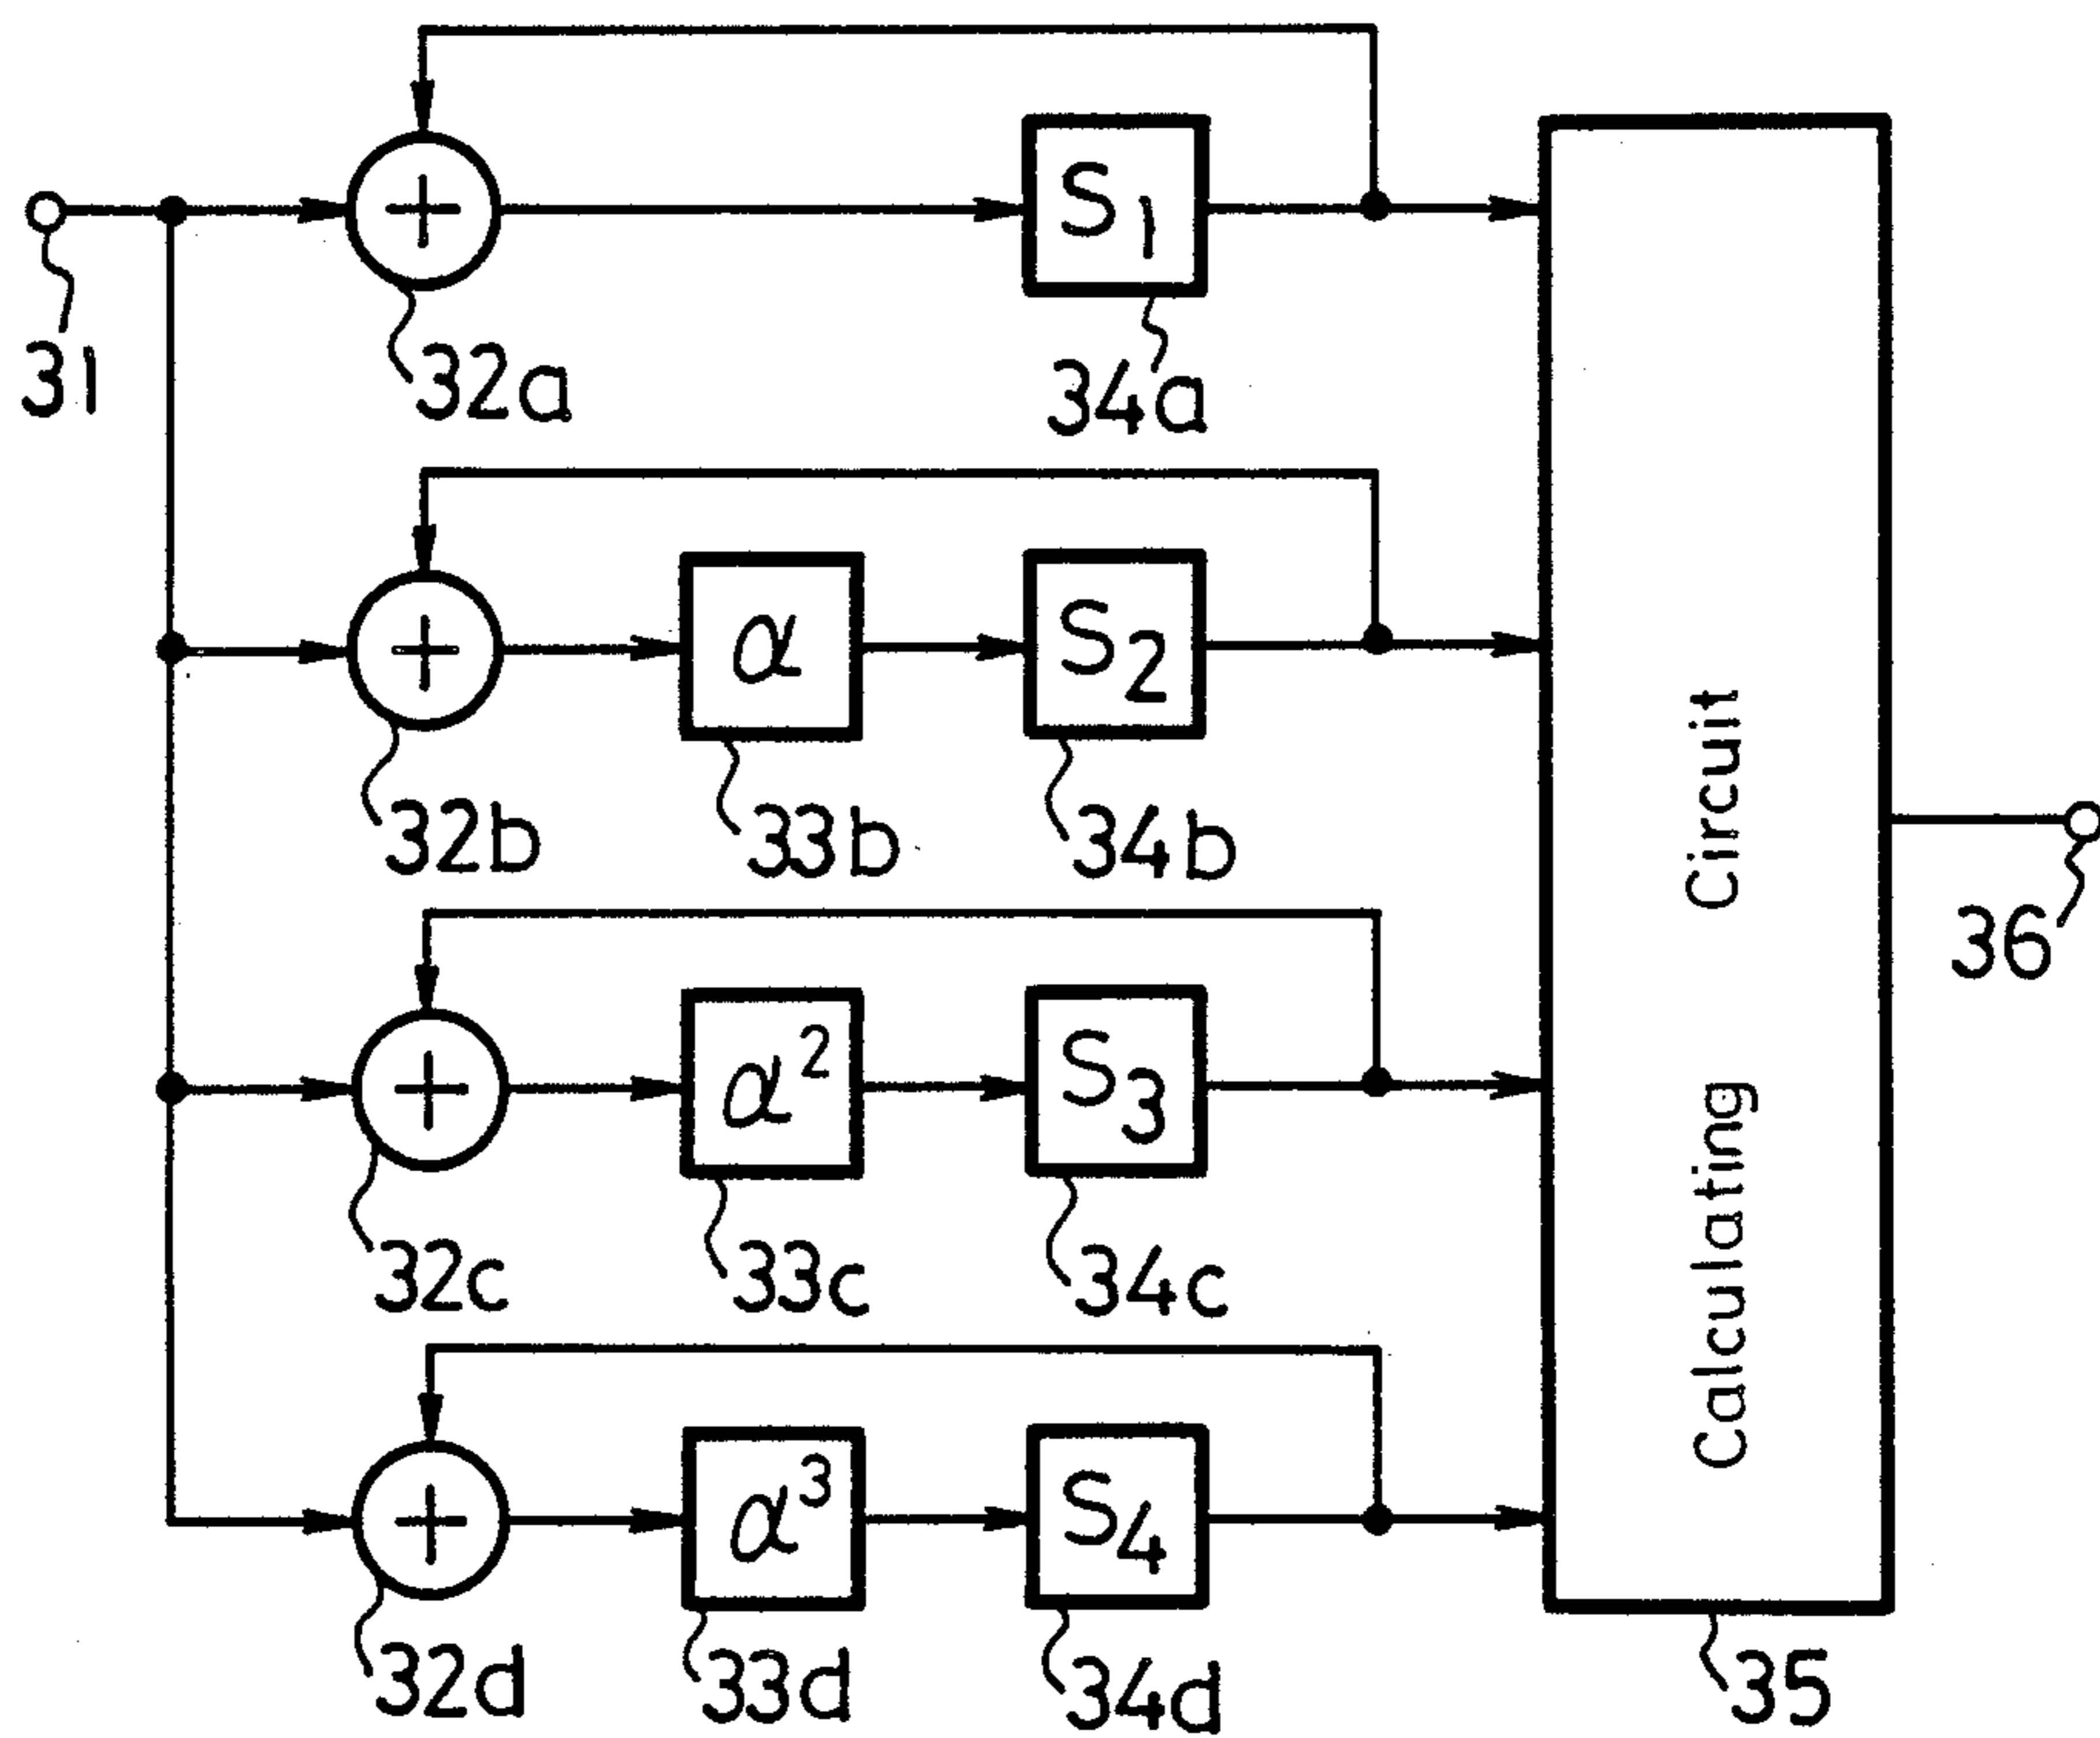 S1
31
32a
34a
α
S2
32b
33b
34b
α²
S3
32c
33c
34c
α³
S4
32d
33d
34d
Calculating Circuit
35
36